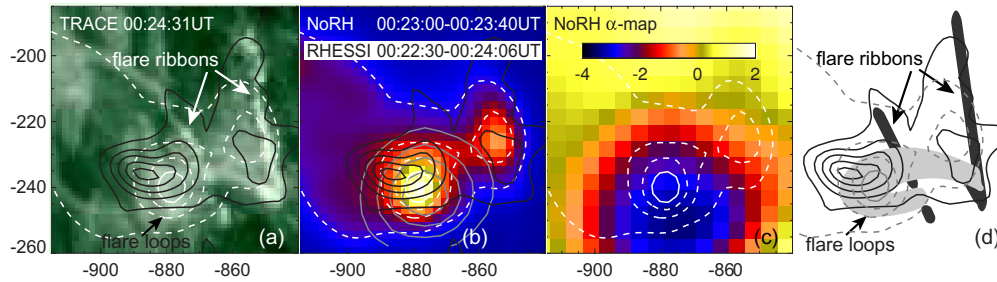 TRACE 00:24:31UT
flare ribbons
flare loops
(a)
NoRH 00:23:00-00:23:40UT
RHESSI 00:22:30-00:24:06UT
(b)
NoRH α-map
-4 -2 0 2
(c)
flare ribbons
flare loops
(d)
-200
-220
-240
-260
-900 -880 -860
-900 -880 -860
-900 -880 -860